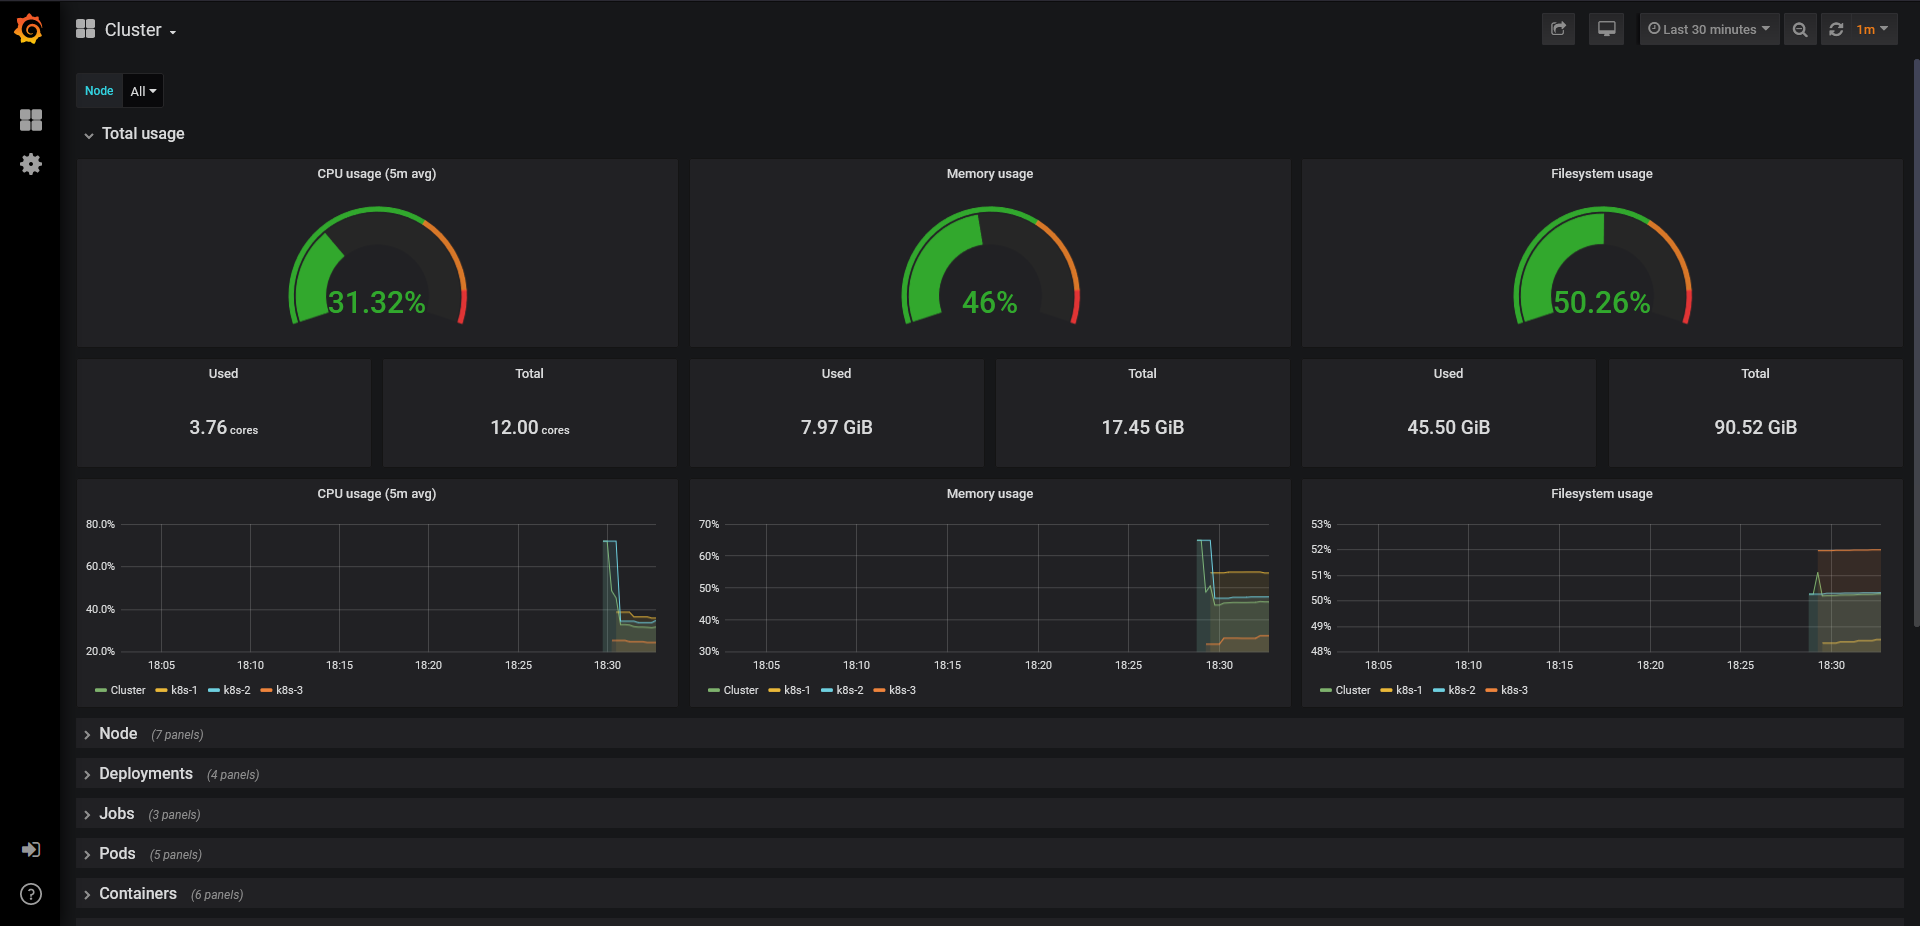 Cluster
Last 30 minutes
1m
Node All
Total usage
CPU usage (5m avg)
31.32%
Memory usage
46%
Filesystem usage
50.26%
Used
3.76 cores
Total
12.00 cores
Used
7.97 GiB
Total
17.45 GiB
Used
45.50 GiB
Total
90.52 GiB
CPU usage (5m avg)
80.0%
60.0%
40.0%
20.0%
18:05 18:10 18:15 18:20 18:25 18:30
Cluster k8s-1 k8s-2 k8s-3
Memory usage
70%
60%
50%
40%
30%
18:05 18:10 18:15 18:20 18:25 18:30
Cluster k8s-1 k8s-2 k8s-3
Filesystem usage
53%
52%
51%
50%
49%
48%
18:05 18:10 18:15 18:20 18:25 18:30
Cluster k8s-1 k8s-2 k8s-3
Node (7 panels)
Deployments (4 panels)
Jobs (3 panels)
Pods (5 panels)
Containers (6 panels)